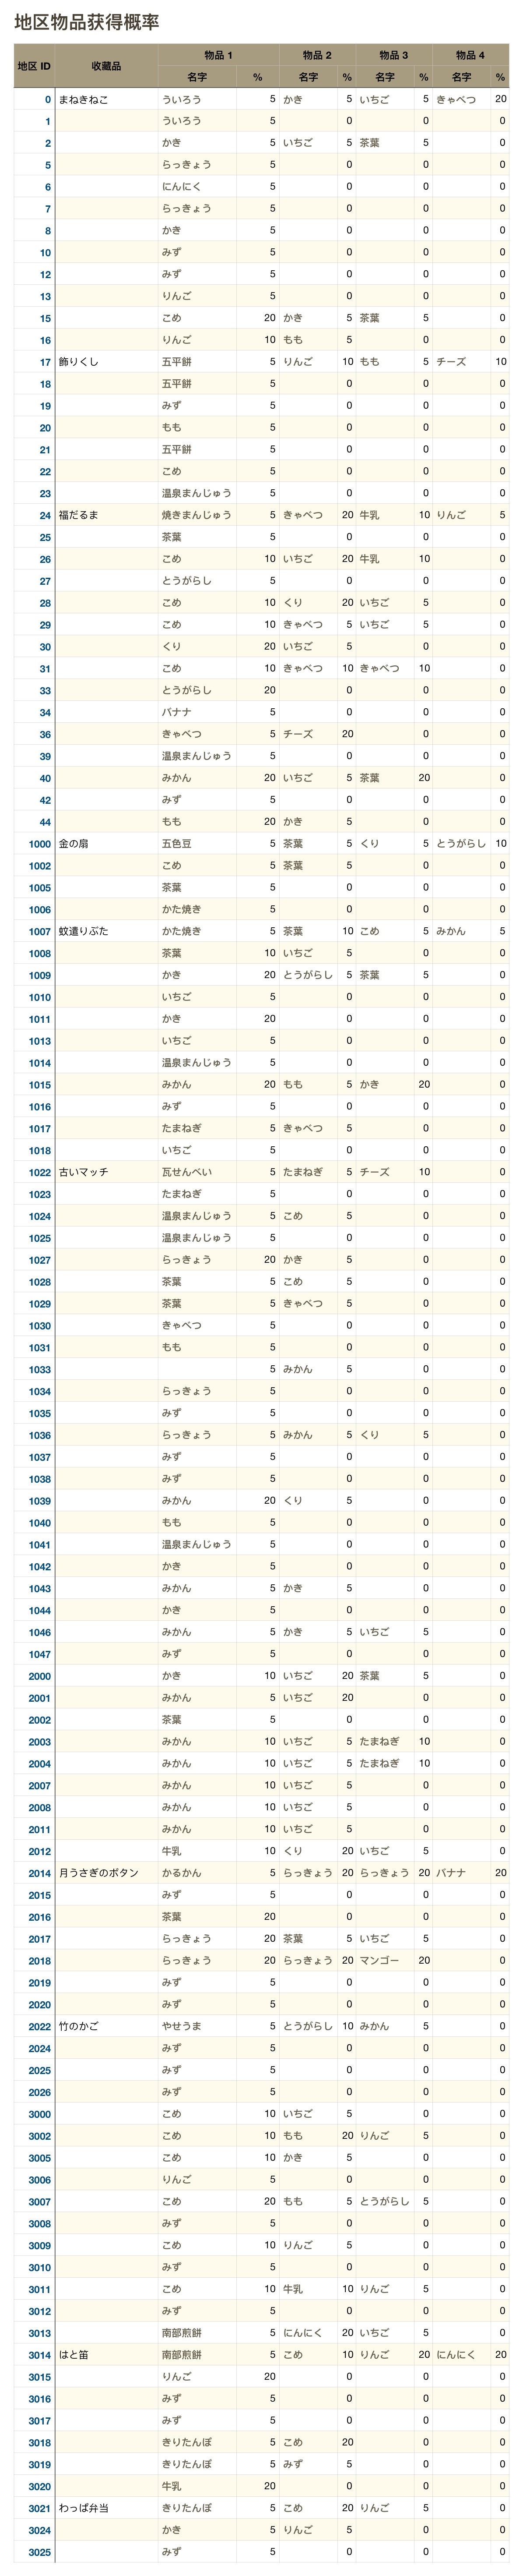 地区物品获得概率
地区 ID 收藏品 物品 1 物品 2 物品 3 物品 4
名字 % 名字 % 名字 % 名字 %
0 まねきねこ ういろう 5 かき 5 いちご 5 きゃべつ 20
1 ういろう 5 0 0 0
2 かき 5 いちご 5 茶葉 5 0
5 らっきょう 5 0 0 0
6 にんにく 5 0 0 0
7 らっきょう 5 0 0 0
8 かき 5 0 0 0
10 みず 5 0 0 0
12 みず 5 0 0 0
13 りんご 5 0 0 0
15 こめ 20 かき 5 茶葉 5 0
16 りんご 10 もも 5 0 0
17 飾りくし 五平餅 5 りんご 10 もも 5 チーズ 10
18 五平餅 5 0 0 0
19 みず 5 0 0 0
20 もも 5 0 0 0
21 五平餅 5 0 0 0
22 こめ 5 0 0 0
23 温泉まんじゅう 5 0 0 0
24 福だるま 焼きまんじゅう 5 きゃべつ 20 牛乳 10 りんご 5
25 茶葉 5 0 0 0
26 こめ 10 いちご 20 牛乳 10 0
27 とうがらし 5 0 0 0
28 こめ 10 くり 20 いちご 5 0
29 こめ 10 きゃべつ 5 いちご 5 0
30 くり 20 いちご 5 0 0
31 こめ 10 きゃべつ 10 きゃべつ 10 0
33 とうがらし 20 0 0 0
34 バナナ 5 0 0 0
36 きゃべつ 5 チーズ 20 0 0
39 温泉まんじゅう 5 0 0 0
40 みかん 20 いちご 5 茶葉 20 0
42 みず 5 0 0 0
44 もも 20 かき 5 0 0
1000 金の扇 五色豆 5 茶葉 5 くり 5 とうがらし 10
1002 こめ 5 茶葉 5 0 0
1005 茶葉 5 0 0 0
1006 かた焼き 5 0 0 0
1007 蚊遣りぶた かた焼き 5 茶葉 10 こめ 5 みかん 5
1008 茶葉 10 いちご 5 0 0
1009 かき 20 とうがらし 5 茶葉 5 0
1010 いちご 5 0 0 0
1011 かき 20 0 0 0
1013 いちご 5 0 0 0
1014 温泉まんじゅう 5 0 0 0
1015 みかん 20 もも 5 かき 20 0
1016 みず 5 0 0 0
1017 たまねぎ 5 きゃべつ 5 0 0
1018 いちご 5 0 0 0
1022 古いマッチ 瓦せんべい 5 たまねぎ 5 チーズ 10 0
1023 たまねぎ 5 0 0 0
1024 温泉まんじゅう 5 こめ 5 0 0
1025 温泉まんじゅう 5 0 0 0
1027 らっきょう 20 かき 5 0 0
1028 茶葉 5 こめ 5 0 0
1029 茶葉 5 きゃべつ 5 0 0
1030 きゃべつ 5 0 0 0
1031 もも 5 0 0 0
1033 5 みかん 5 0 0
1034 らっきょう 5 0 0 0
1035 みず 5 0 0 0
1036 らっきょう 5 みかん 5 くり 5 0
1037 みず 5 0 0 0
1038 みず 5 0 0 0
1039 みかん 20 くり 5 0 0
1040 もも 5 0 0 0
1041 温泉まんじゅう 5 0 0 0
1042 かき 5 0 0 0
1043 みかん 5 かき 5 0 0
1044 かき 5 0 0 0
1046 みかん 5 かき 5 いちご 5 0
1047 みず 5 0 0 0
2000 かき 10 いちご 20 茶葉 5 0
2001 みかん 5 いちご 20 0 0
2002 茶葉 5 0 0 0
2003 みかん 10 いちご 5 たまねぎ 10 0
2004 みかん 10 いちご 5 たまねぎ 10 0
2007 みかん 10 いちご 5 0 0
2008 みかん 10 いちご 5 0 0
2011 みかん 10 いちご 5 0 0
2012 牛乳 10 くり 20 いちご 5 0
2014 月うさぎのボタン かるかん 5 らっきょう 20 らっきょう 20 バナナ 20
2015 みず 5 0 0 0
2016 茶葉 20 0 0 0
2017 らっきょう 20 茶葉 5 いちご 5 0
2018 らっきょう 20 らっきょう 20 マンゴー 20 0
2019 みず 5 0 0 0
2020 みず 5 0 0 0
2022 竹のかご やせうま 5 とうがらし 10 みかん 5 0
2024 みず 5 0 0 0
2025 みず 5 0 0 0
2026 みず 5 0 0 0
3000 こめ 10 いちご 5 0 0
3002 こめ 10 もも 20 りんご 5 0
3005 こめ 10 かき 5 0 0
3006 りんご 5 0 0 0
3007 こめ 20 もも 5 とうがらし 5 0
3008 みず 5 0 0 0
3009 こめ 10 りんご 5 0 0
3010 みず 5 0 0 0
3011 こめ 10 牛乳 10 りんご 5 0
3012 みず 5 0 0 0
3013 南部煎餅 5 にんにく 20 いちご 5 0
3014 はと笛 南部煎餅 5 こめ 10 りんご 20 にんにく 20
3015 りんご 20 0 0 0
3016 みず 5 0 0 0
3017 みず 5 0 0 0
3018 きりたんぽ 5 こめ 20 0 0
3019 きりたんぽ 5 みず 5 0 0
3020 牛乳 20 0 0 0
3021 わっぱ弁当 きりたんぽ 5 こめ 20 りんご 5 0
3024 かき 5 りんご 5 0 0
3025 みず 5 0 0 0